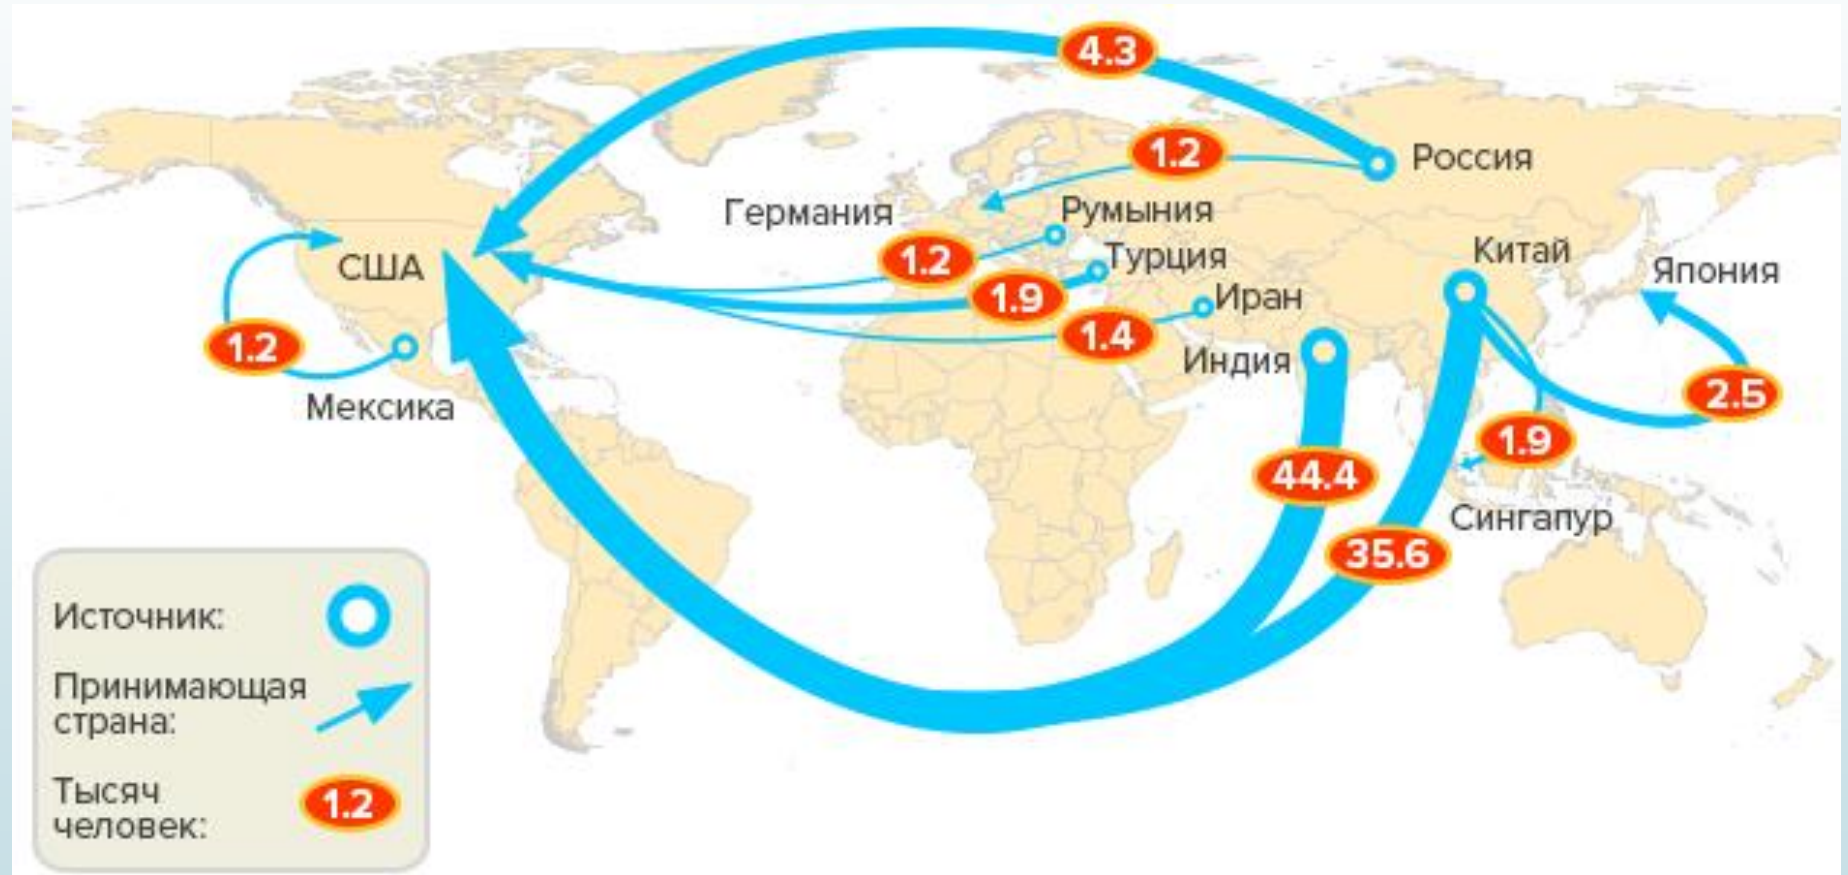 4.3
1.2
Россия
Германия
Румыния
1.2
Турция
Китай
США
1.9
Иран
Япония
1.2
1.4
Индия
2.5
Мексика
1.9
44.4
Сингапур
35.6
Источник:
Принимающая
страна:
Тысяч
человек:
1.2